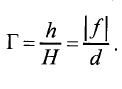 Γ = h/H = |f|/d.